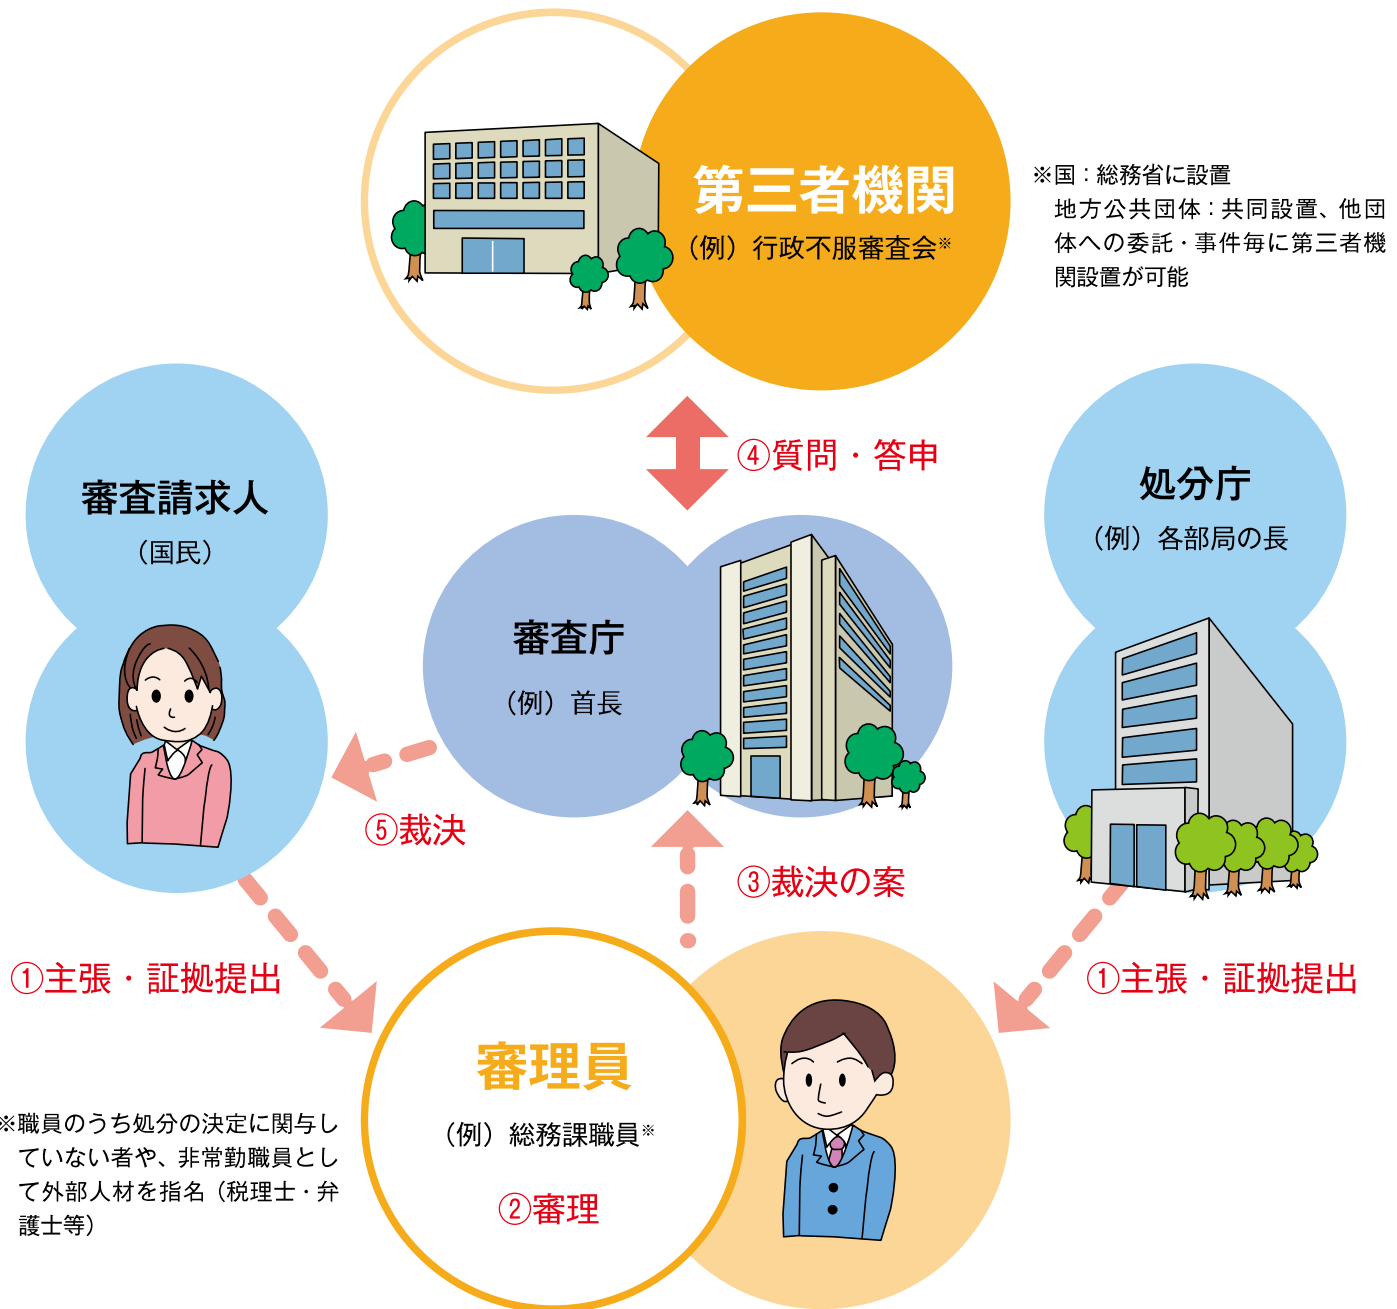 第三者機関
（例）行政不服審査会※
※国：総務省に設置
地方公共団体：共同設置、他団
体への委託・事件毎に第三者機
関設置が可能
④質問・答申
審査請求人
（国民）
処分庁
（例）各部局の長
審査庁
（例）首長
⑤裁決
③裁決の案
①主張・証拠提出
①主張・証拠提出
審理員
（例）総務課職員※
②審理
※職員のうち処分の決定に関与し
ていない者や、非常勤職員とし
て外部人材を指名（税理士・弁
護士等）